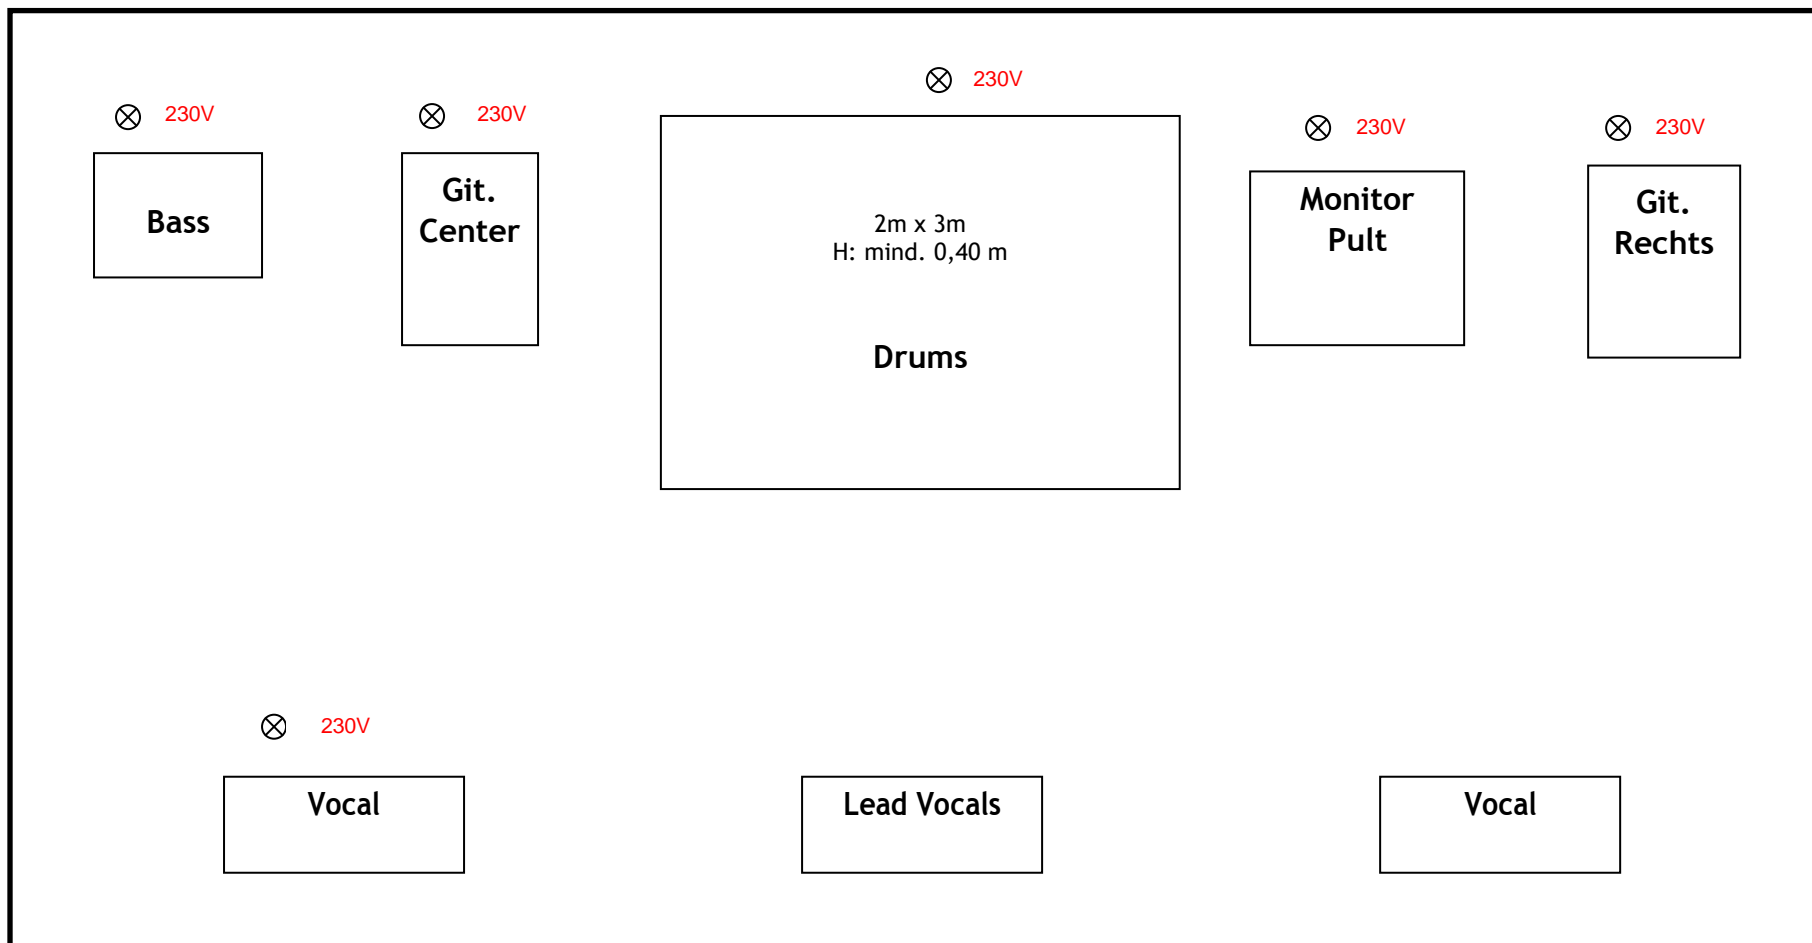 230V
230V
230V
230V
230V
Bass
Git.
Center
2m x 3m
H: mind. 0,40 m
Drums
Monitor
Pult
Git.
Rechts
230V
Vocal
Lead Vocals
Vocal